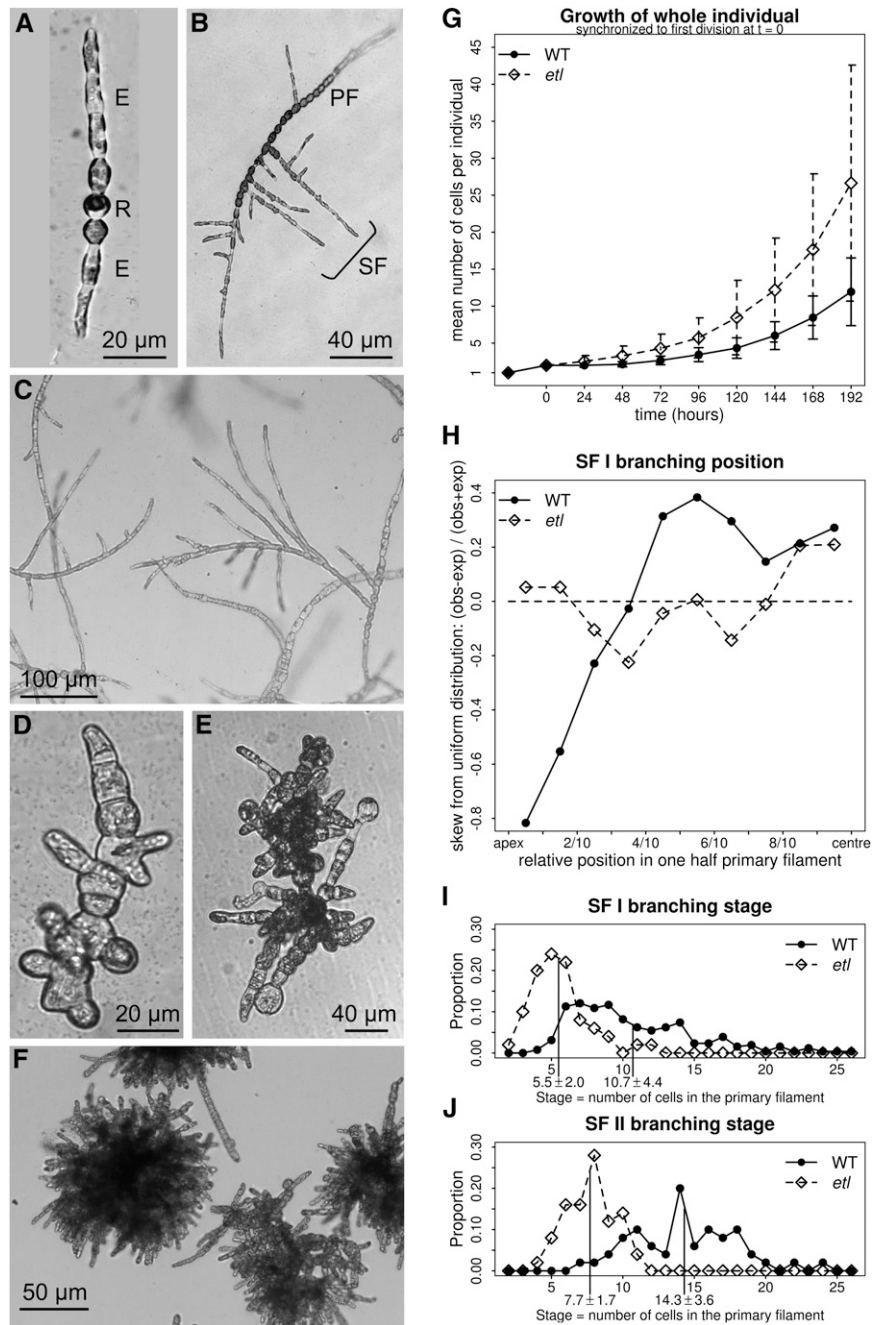 A
E
R
E
20 µm
B
PF
SF
40 µm
C
100 µm
D
20 µm
E
40 µm
F
50 µm
G
Growth of whole individual
synchronized to first division at t = 0
WT
etl
mean number of cells per individual
45
40
35
30
25
20
15
10
5
1
0 24 48 72 96 120 144 168 192
time (hours)
H
SF I branching position
WT
etl
skew from uniform distribution: (obs-exp) / (obs+exp)
0.4
0.2
0.0
-0.2
-0.4
-0.6
-0.8
apex 2/10 4/10 6/10 8/10 centre
relative position in one half primary filament
I
SF I branching stage
WT
etl
Proportion
0.30
0.20
0.10
0.00
5 10 15 20 25
5.5 ± 2.0 10.7 ± 4.4
Stage = number of cells in the primary filament
J
SF II branching stage
WT
etl
Proportion
0.30
0.20
0.10
0.00
5 10 15 20 25
7.7 ± 1.7 14.3 ± 3.6
Stage = number of cells in the primary filament